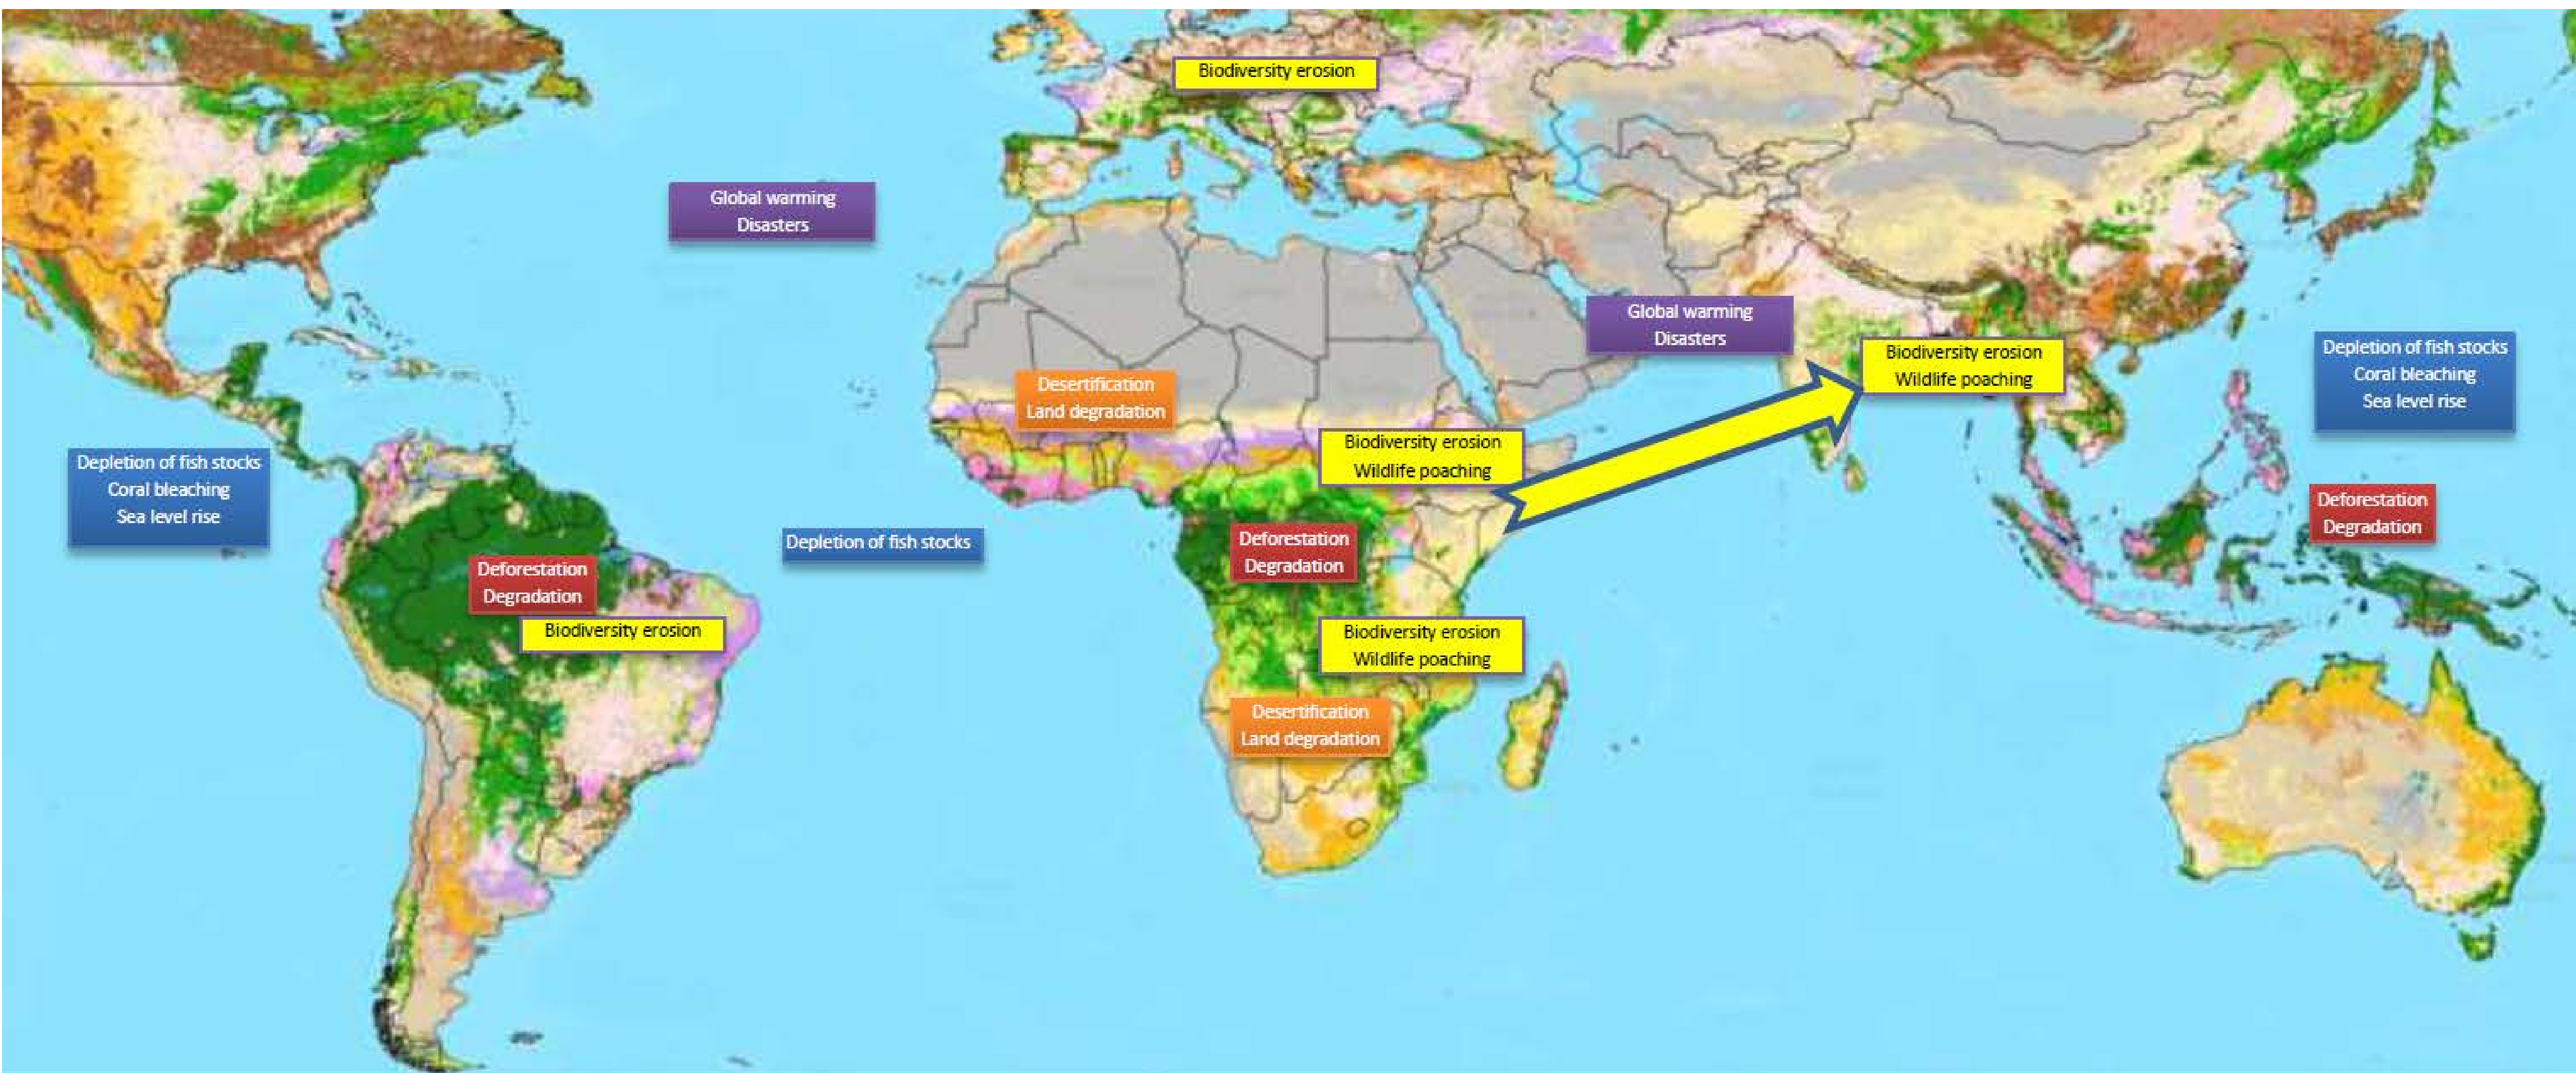 Biodiversity erosion
Global warming
Disasters
Global warming
Disasters
Biodiversity erosion
Wildlife poaching
Depletion of fish stocks
Coral bleaching
Sea level rise
Desertification
Land degradation
Biodiversity erosion
Wildlife poaching
Depletion of fish stocks
Coral bleaching
Sea level rise
Deforestation
Degradation
Depletion of fish stocks
Deforestation
Degradation
Deforestation
Degradation
Biodiversity erosion
Biodiversity erosion
Wildlife poaching
Desertification
Land degradation